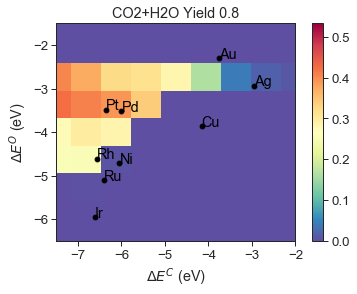 CO2+H2O Yield 0.8
−2
−3
−4
−5
−6
ΔE^O (eV)
Au
Ag
Pt
Pd
Cu
Rh
Ni
Ru
Ir
−7
−6
−5
−4
−3
−2
ΔE^C (eV)
0.5
0.4
0.3
0.2
0.1
0.0